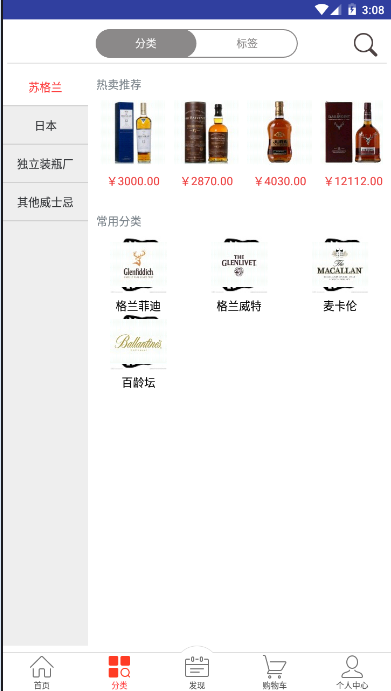 3:08
分类 标签
苏格兰
日本
独立装瓶厂
其他威士忌
热卖推荐
￥3000.00 ￥2870.00 ￥4030.00 ￥12112.00
常用分类
Glenfiddich
THE
GLENLIVET
The
MACALLAN
格兰菲迪 格兰威特 麦卡伦
Ballantine's
百龄坛
首页 分类 发现 购物车 个人中心